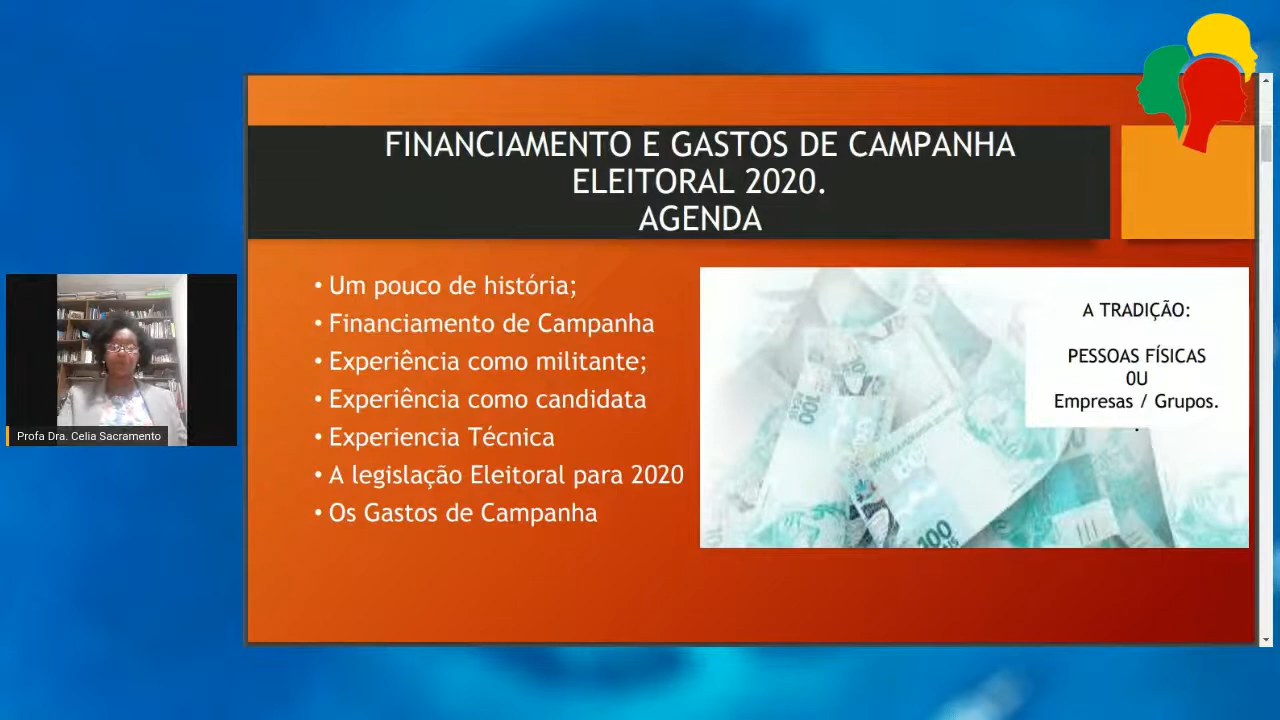 FINANCIAMENTO E GASTOS DE CAMPANHA
ELEITORAL 2020.
AGENDA
• Um pouco de história;
• Financiamento de Campanha
• Experiência como militante;
• Experiência como candidata
• Experiencia Técnica
• A legislação Eleitoral para 2020
• Os Gastos de Campanha
A TRADIÇÃO:
PESSOAS FÍSICAS
0U
Empresas / Grupos.
.
100
100
Profa Dra. Celia Sacramento